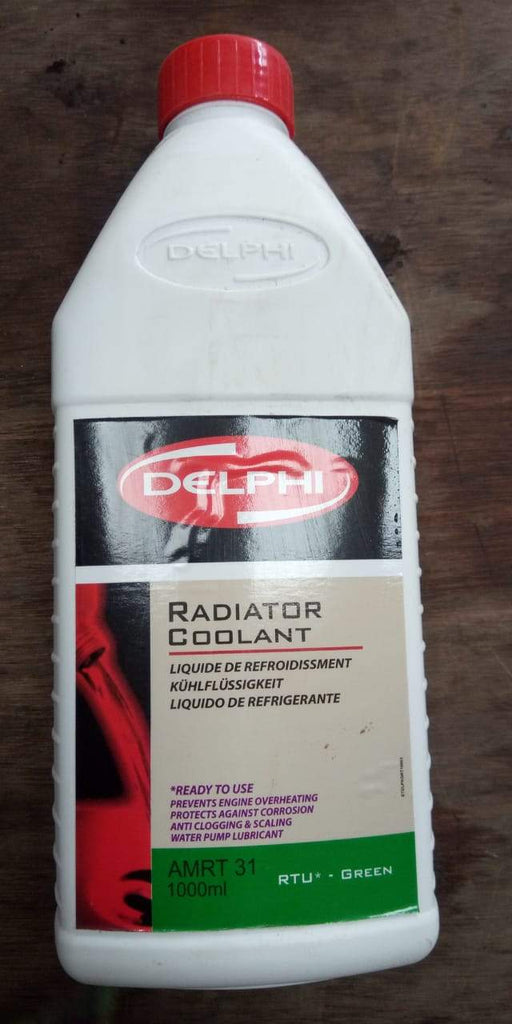 DELPHI
DELPHI
RADIATOR
COOLANT
LIQUIDE DE REFROIDISSMENT
KÜHLFLÜSSIGKEIT
LIQUIDO DE REFRIGERANTE
*READY TO USE
PREVENTS ENGINE OVERHEATING
PROTECTS AGAINST CORROSION
ANTI CLOGGING & SCALING
WATER PUMP LUBRICANT
AMRT 31
1000ml
RTU* - GREEN